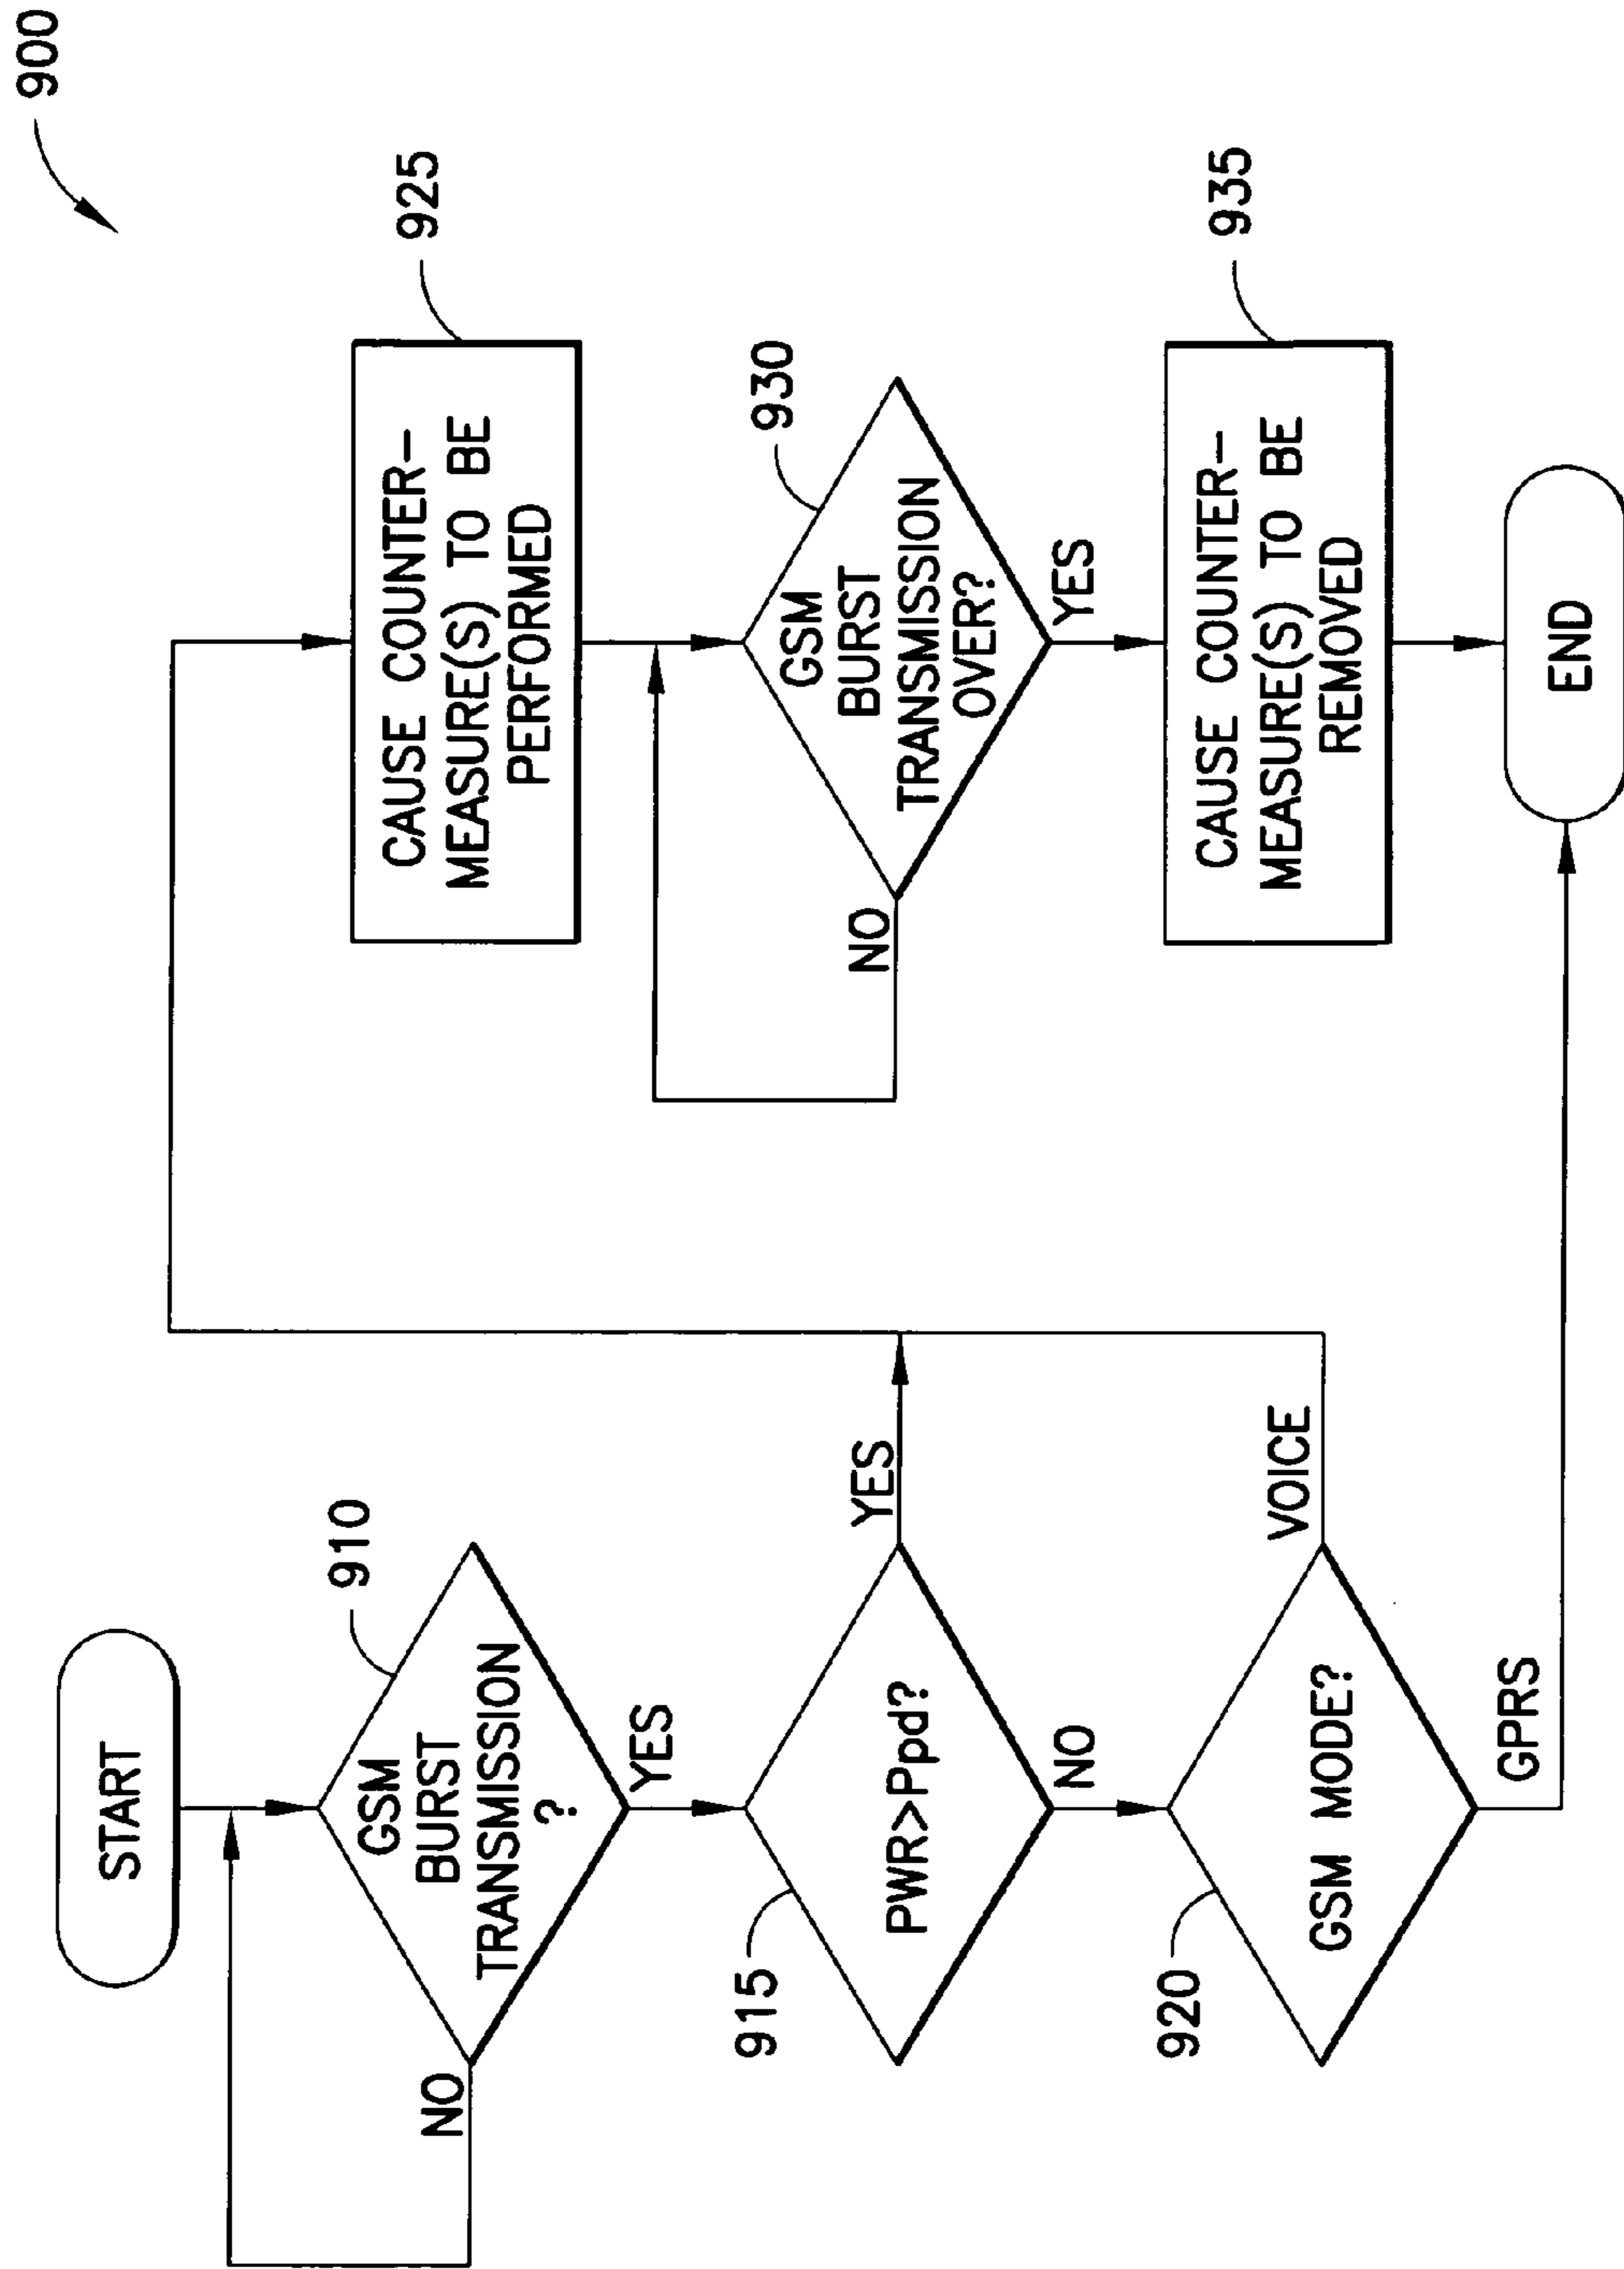 900
START
910
GSM
BURST
TRANSMISSION
?
NO
YES
915
PWR>Ppd?
YES
NO
920
GSM MODE?
VOICE
GPRS
925
CAUSE COUNTER-
MEASURE(S) TO BE
PERFORMED
930
GSM
BURST
TRANSMISSION
OVER?
NO
YES
935
CAUSE COUNTER-
MEASURE(S) TO BE
REMOVED
END